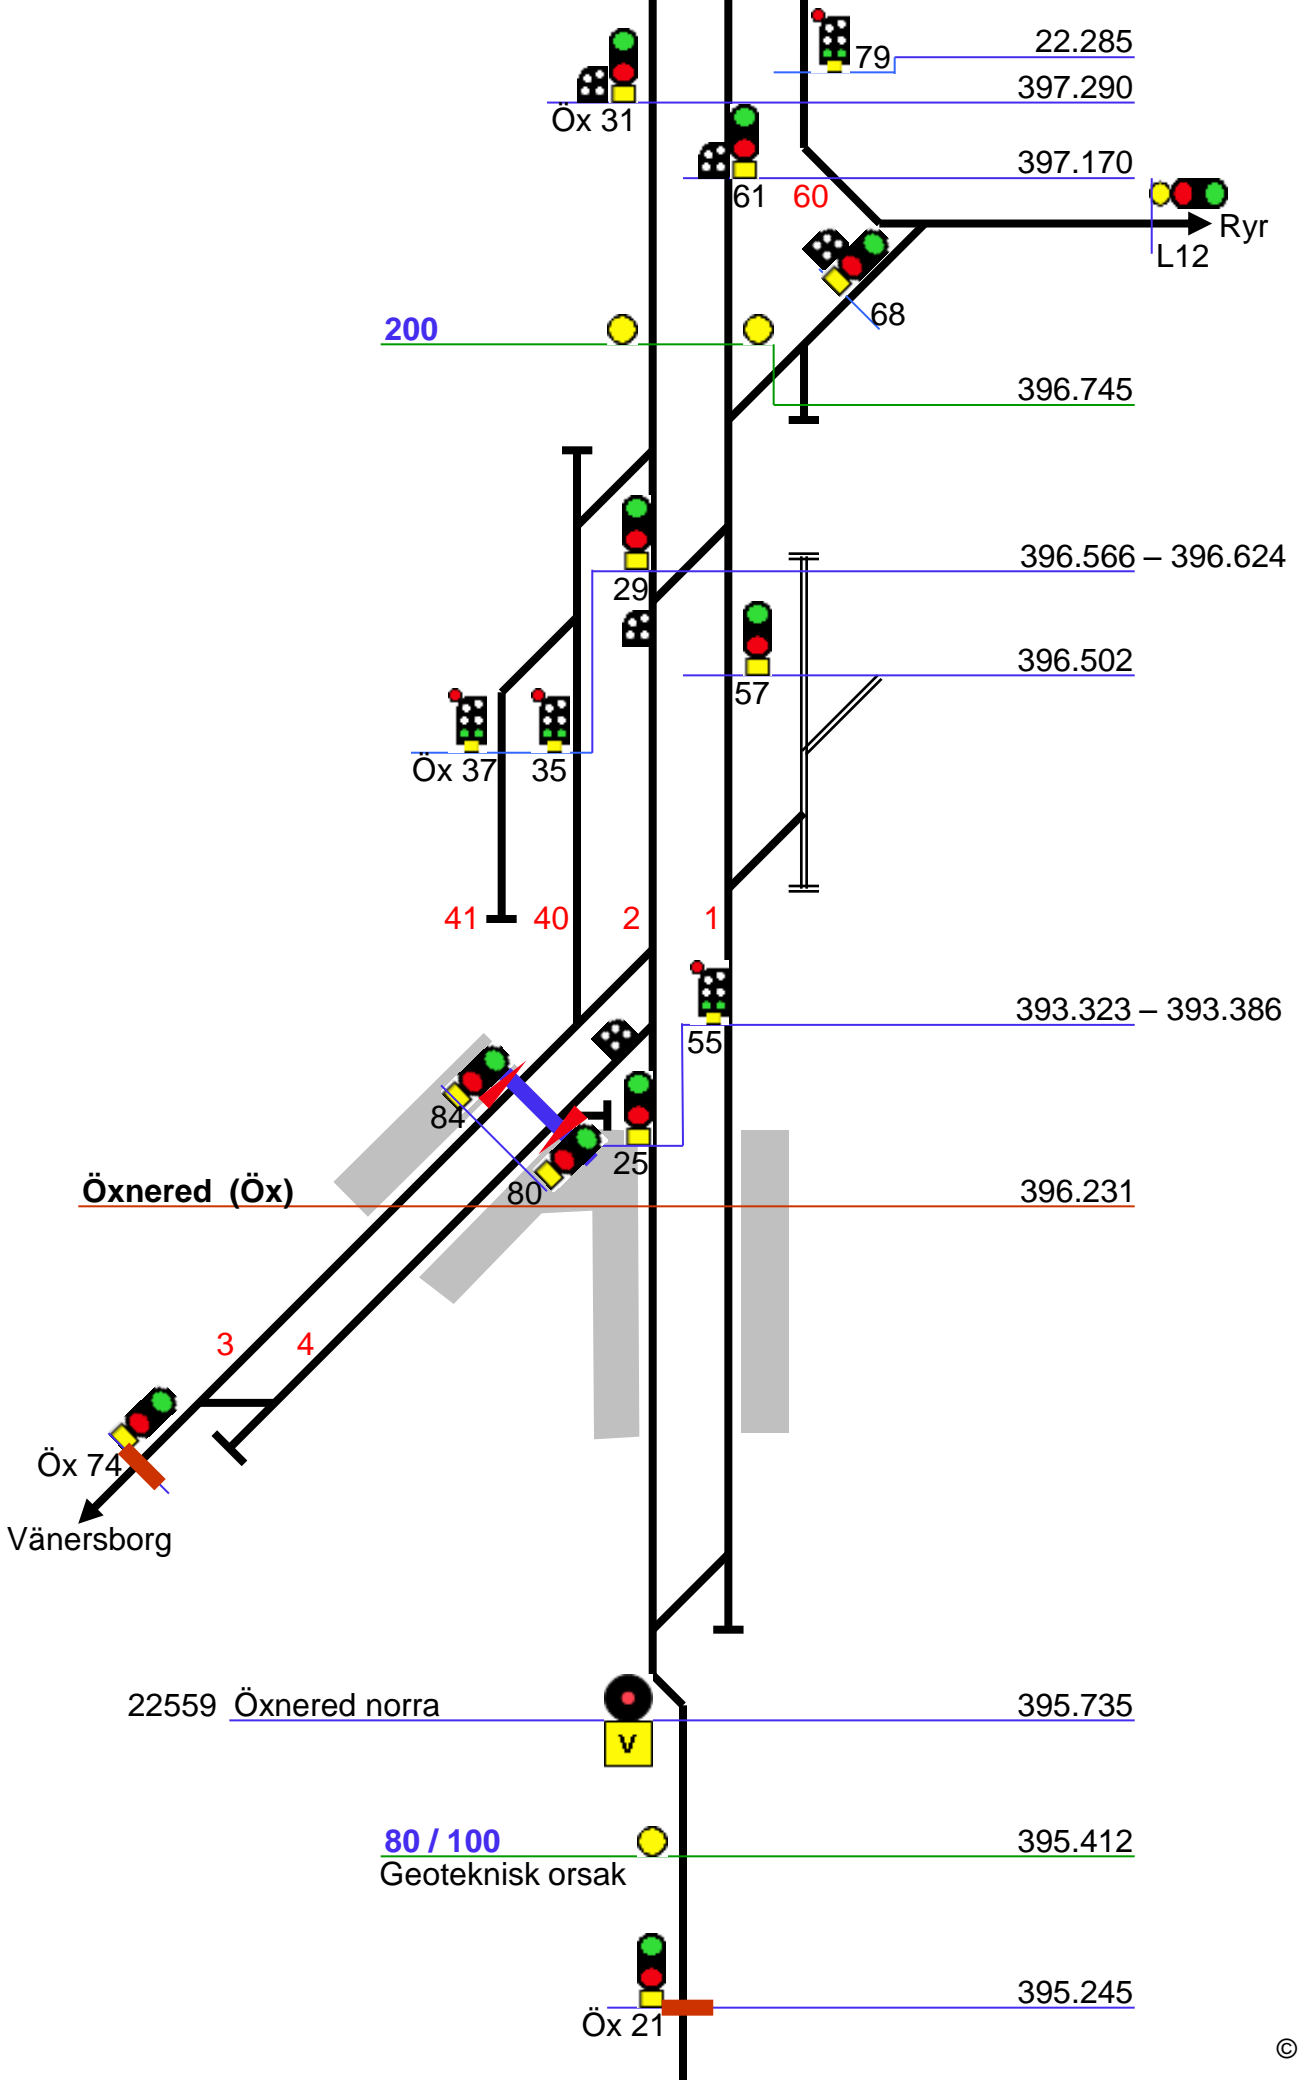 79 22.285
397.290
Öx 31
397.170
61 60
Ryr
L12
68
200
396.745
396.566 – 396.624
29
396.502
57
Öx 37 35
41 40 2 1
393.323 – 393.386
55
84
25
80
Öxnered (Öx) 396.231
3 4
Öx 74
Vänersborg
22559 Öxnered norra 395.735
V
80 / 100 395.412
Geoteknisk orsak
395.245
Öx 21
©